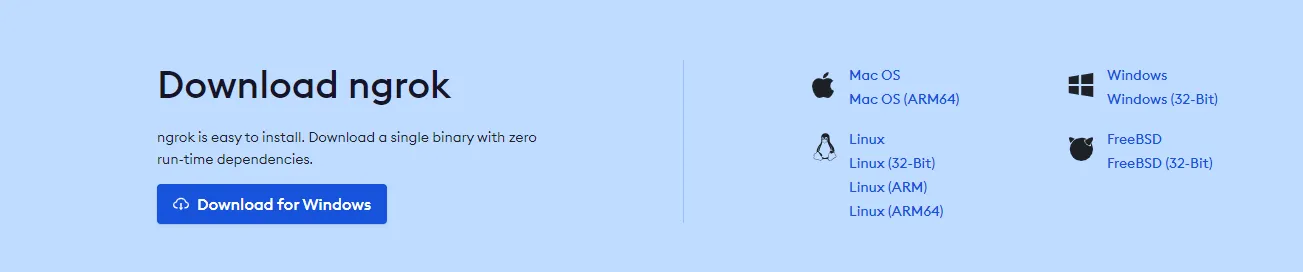 Download ngrok
ngrok is easy to install. Download a single binary with zero
run-time dependencies.
Download for Windows
Mac OS
Mac OS (ARM64)
Linux
Linux (32-Bit)
Linux (ARM)
Linux (ARM64)
Windows
Windows (32-Bit)
FreeBSD
FreeBSD (32-Bit)